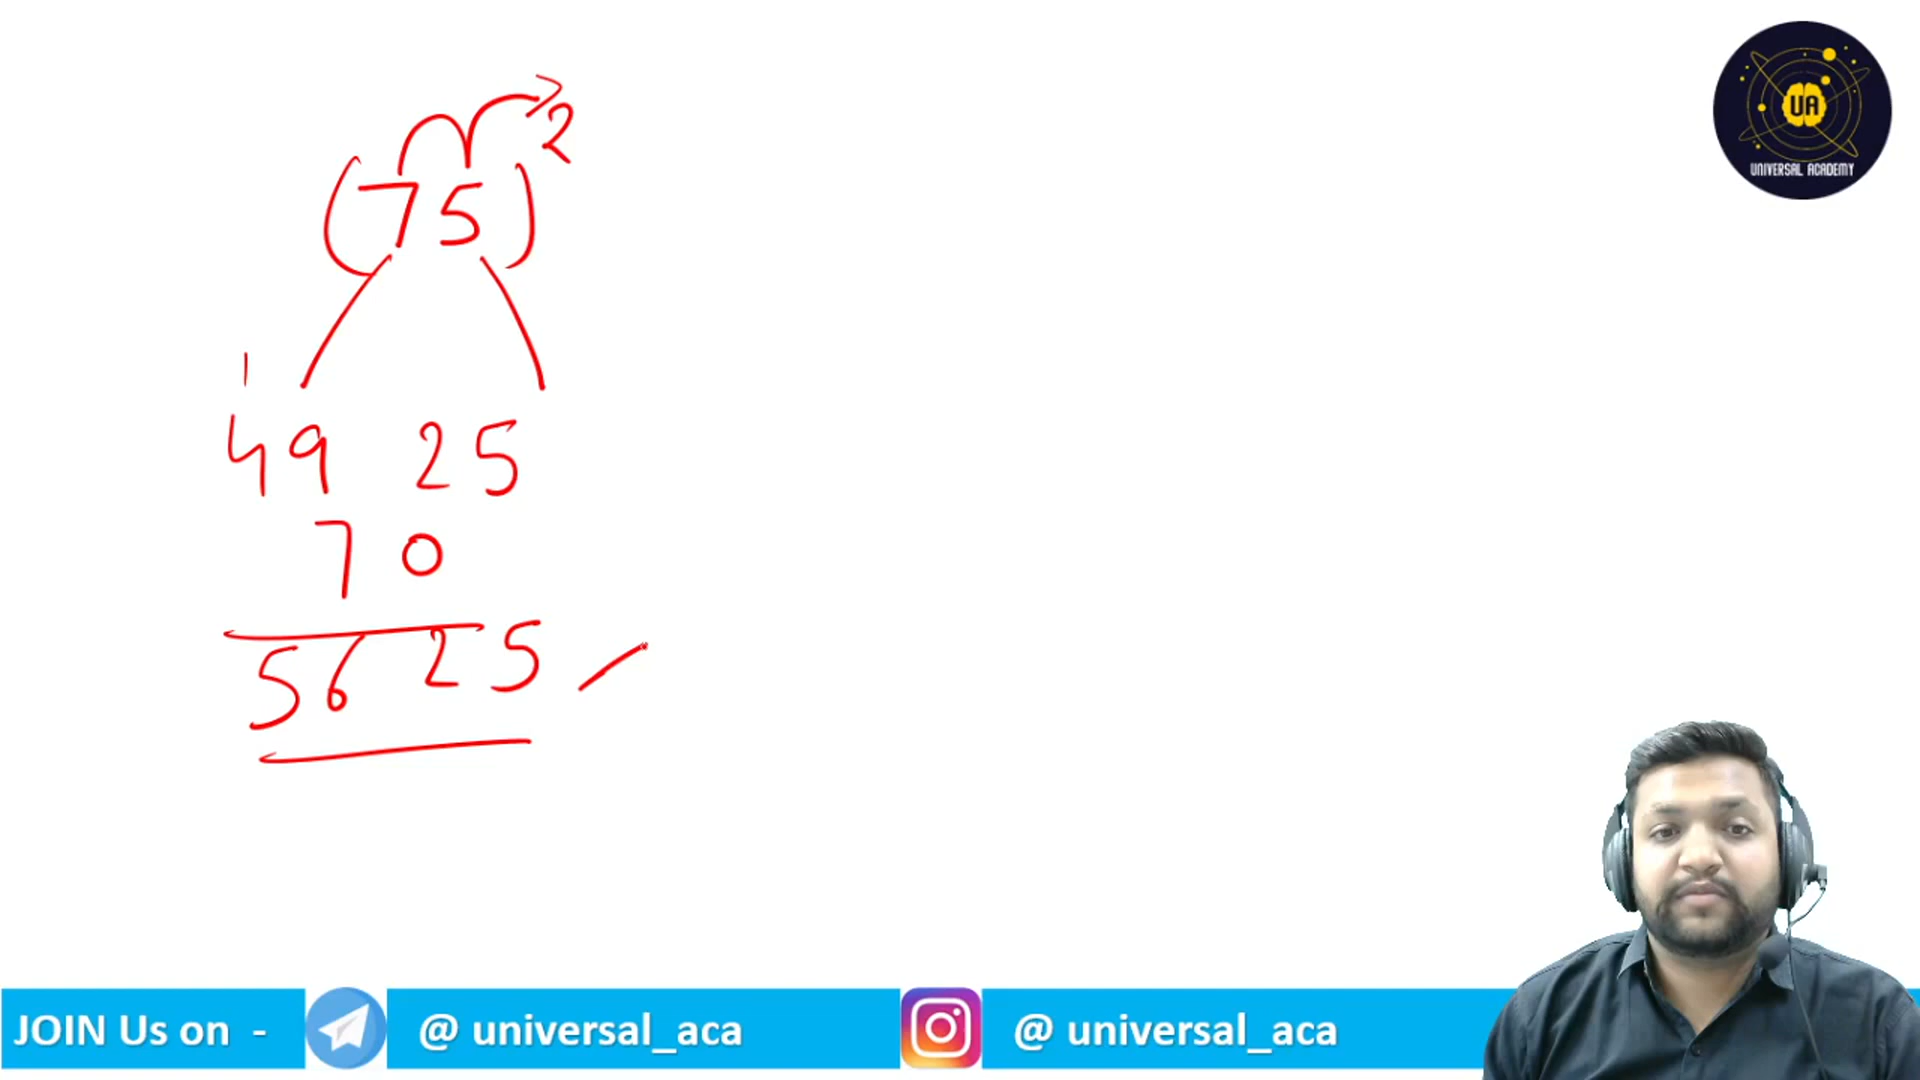 (75)2
1
49 25
70
5625
UA
UNIVERSAL ACADEMY
JOIN Us on - @ universal_aca @ universal_aca